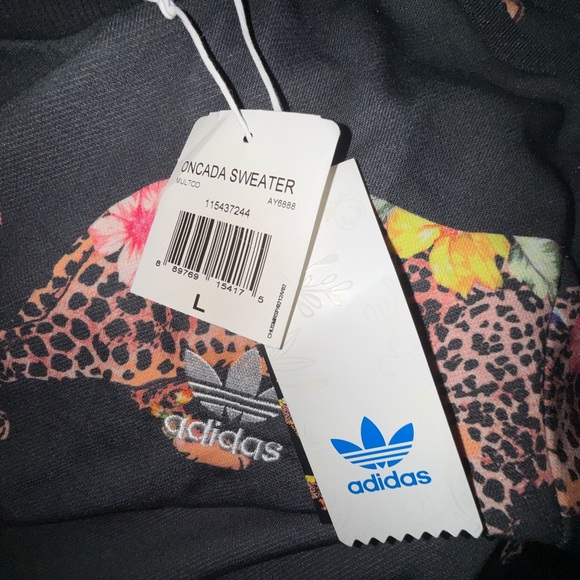 ONCADA SWEATER
MULTCO AY6888
115437244
8 89769 15417 5
L
adidas
adidas